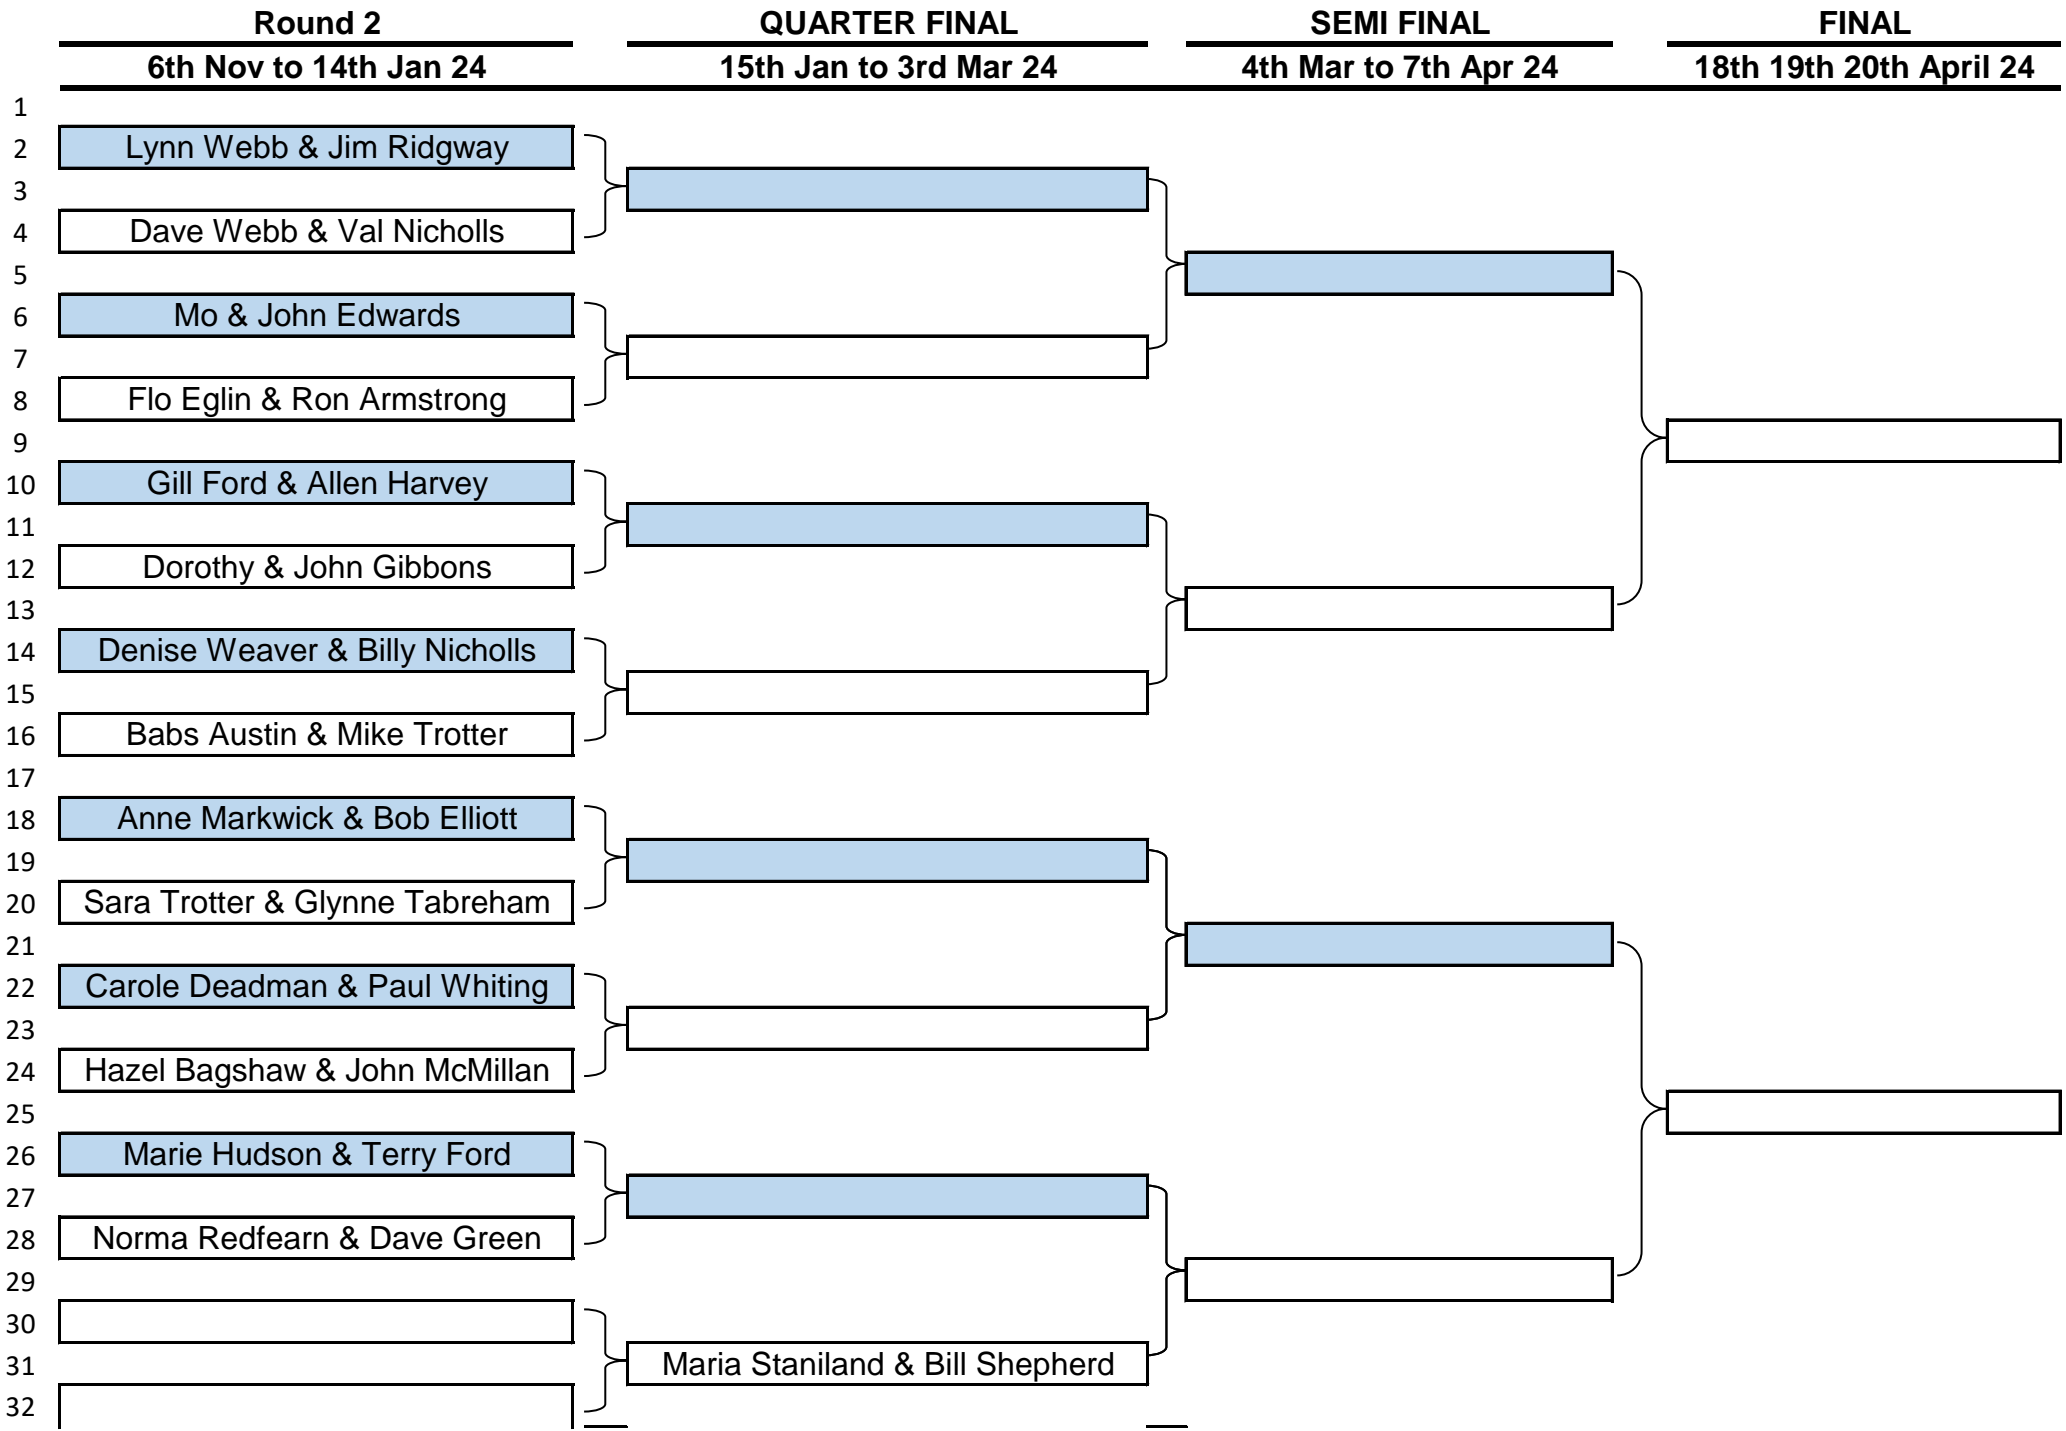 Round 2 QUARTER FINAL SEMI FINAL FINAL
6th Nov to 14th Jan 24 15th Jan to 3rd Mar 24 4th Mar to 7th Apr 24 18th 19th 20th April 24
1
2 Lynn Webb & Jim Ridgway
3
4 Dave Webb & Val Nicholls
5
6 Mo & John Edwards
7
8 Flo Eglin & Ron Armstrong
9
10 Gill Ford & Allen Harvey
11
12 Dorothy & John Gibbons
13
14 Denise Weaver & Billy Nicholls
15
16 Babs Austin & Mike Trotter
17
18 Anne Markwick & Bob Elliott
19
20 Sara Trotter & Glynne Tabreham
21
22 Carole Deadman & Paul Whiting
23
24 Hazel Bagshaw & John McMillan
25
26 Marie Hudson & Terry Ford
27
28 Norma Redfearn & Dave Green
29
30
31 Maria Staniland & Bill Shepherd
32